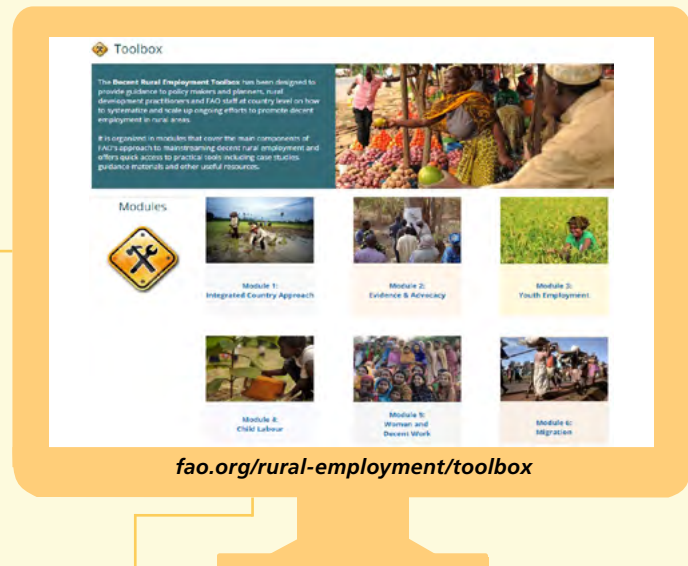 Toolbox
The Decent Rural Employment Toolbox has been designed to
provide guidance to policy makers and planners, rural
development practitioners and FAO staff at country level on how
to systematize and scale up ongoing efforts to promote decent
employment in rural areas.
It is organized in modules that cover the main components of
FAO's approach to mainstreaming decent rural employment and
offers quick access to practical tools including case studies,
guidance materials and other useful resources.
Modules
Module 1:
Integrated Country Approach
Module 2:
Evidence & Advocacy
Module 3:
Youth Employment
Module 4:
Child Labour
Module 5:
Women and
Decent Work
Module 6:
Migration
fao.org/rural-employment/toolbox